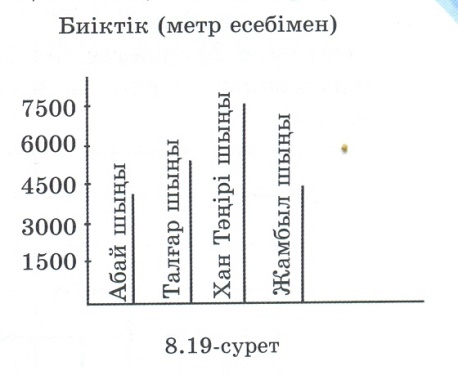 Биіктік (метр есебімен)
7500
6000
4500
3000
1500
Абай шыңы
Талғар шыңы
Хан Тәңірі шыңы
Жамбыл шыңы
8.19-сурет